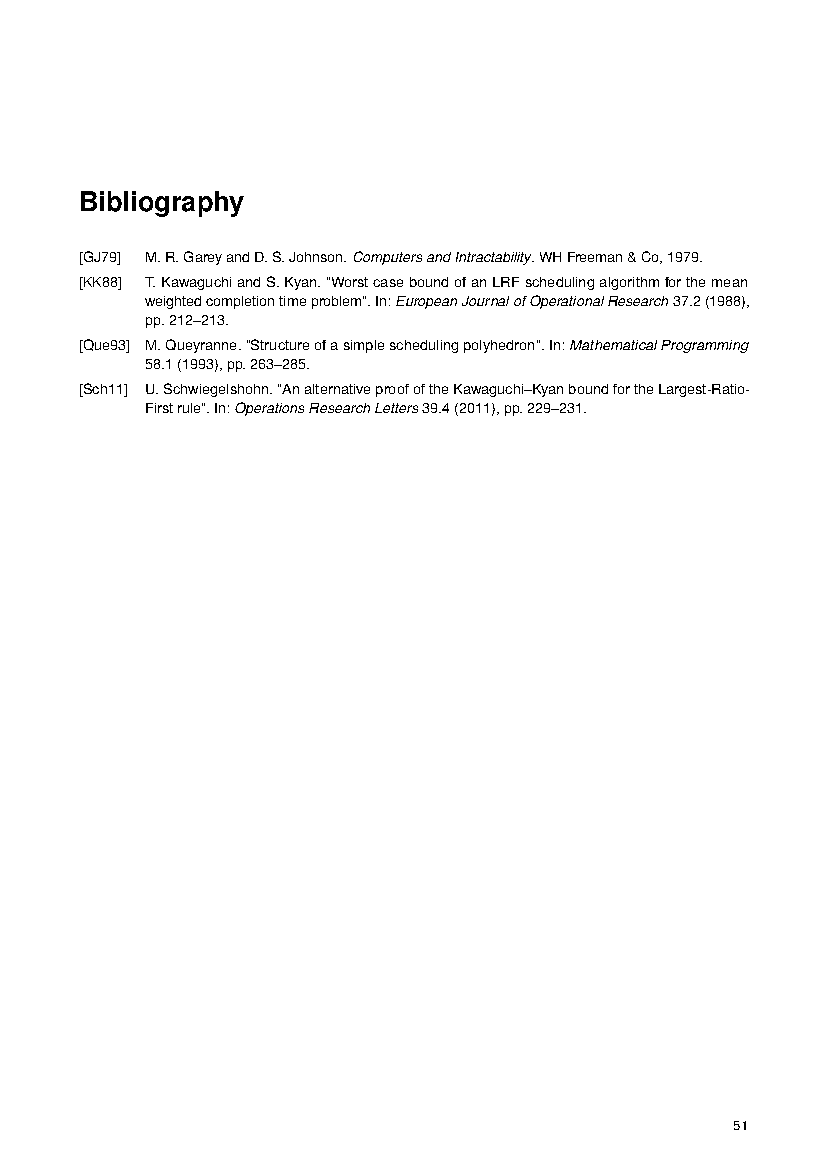 Bibliography
[GJ79] M. R. Garey and D. S. Johnson. Computers and Intractability. WH Freeman & Co, 1979.
[KK88] T. Kawaguchi and S. Kyan. "Worst case bound of an LRF scheduling algorithm for the mean
weighted completion time problem". In: European Journal of Operational Research 37.2 (1988),
pp. 212–213.
[Que93] M. Queyranne. "Structure of a simple scheduling polyhedron". In: Mathematical Programming
58.1 (1993), pp. 263–285.
[Sch11] U. Schwiegelshohn. "An alternative proof of the Kawaguchi–Kyan bound for the Largest-Ratio-
First rule". In: Operations Research Letters 39.4 (2011), pp. 229–231.
51